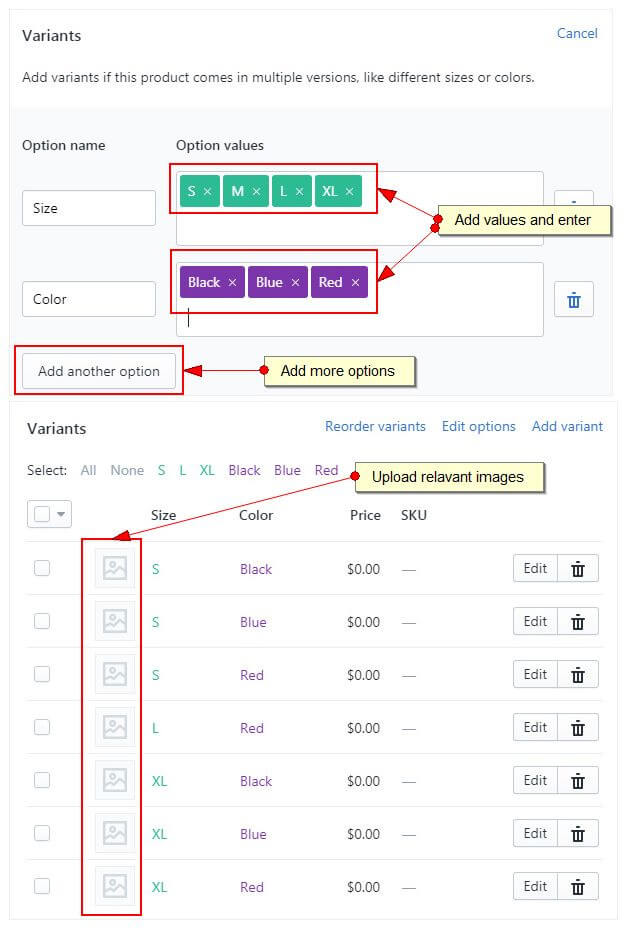 Variants Cancel
Add variants if this product comes in multiple versions, like different sizes or colors.
Option name Option values
S × M × L × XL ×
Size
Add values and enter
Black × Blue × Red ×
Color
Add another option
Add more options
Variants Reorder variants Edit options Add variant
Select: All None S L XL Black Blue Red
Upload relavant images
Size Color Price SKU
S Black $0.00 — Edit
S Blue $0.00 — Edit
S Red $0.00 — Edit
L Red $0.00 — Edit
XL Black $0.00 — Edit
XL Blue $0.00 — Edit
XL Red $0.00 — Edit